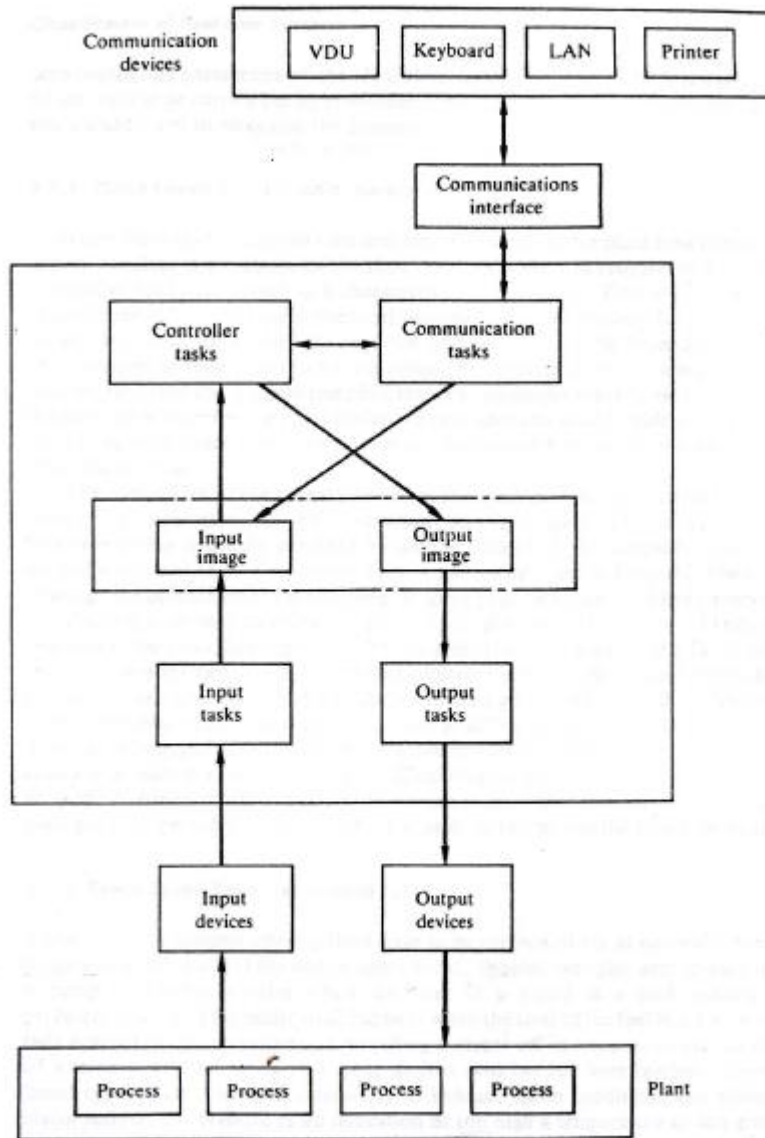 Communication
devices
VDU
Keyboard
LAN
Printer
Communications
interface
Controller
tasks
Communication
tasks
Input
image
Output
image
Input
tasks
Output
tasks
Input
devices
Output
devices
Process
Process
Process
Process
Plant